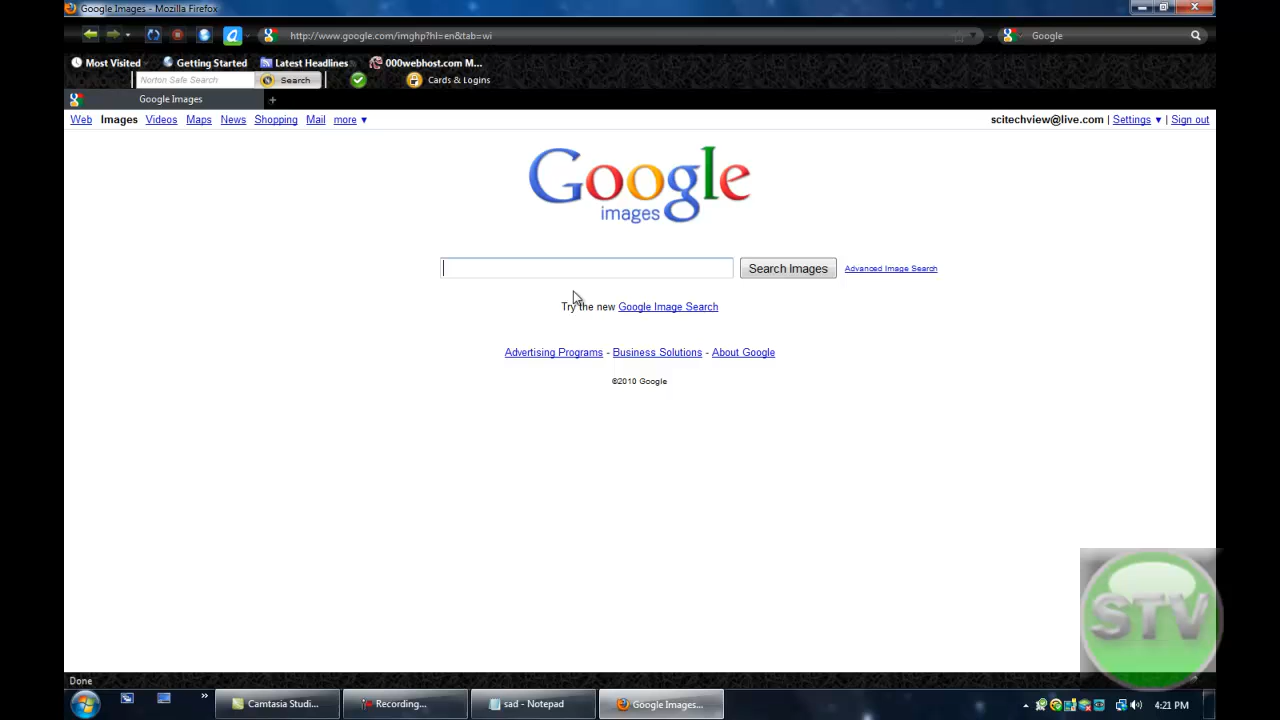 Google Images - Mozilla Firefox
http://www.google.com/imghp?hl=en&tab=wi
Google
Most Visited
Getting Started
Latest Headlines
000webhost.com M...
Norton Safe Search
Search
Cards & Logins
Google Images
Web Images Videos Maps News Shopping Mail more ▼
scitechview@live.com | Settings ▼ | Sign out
Google
images
Search Images
Advanced Image Search
Try the new Google Image Search
Advertising Programs - Business Solutions - About Google
©2010 Google
STV
Done
Camtasia Studi...
Recording...
sad - Notepad
Google Images...
4:21 PM